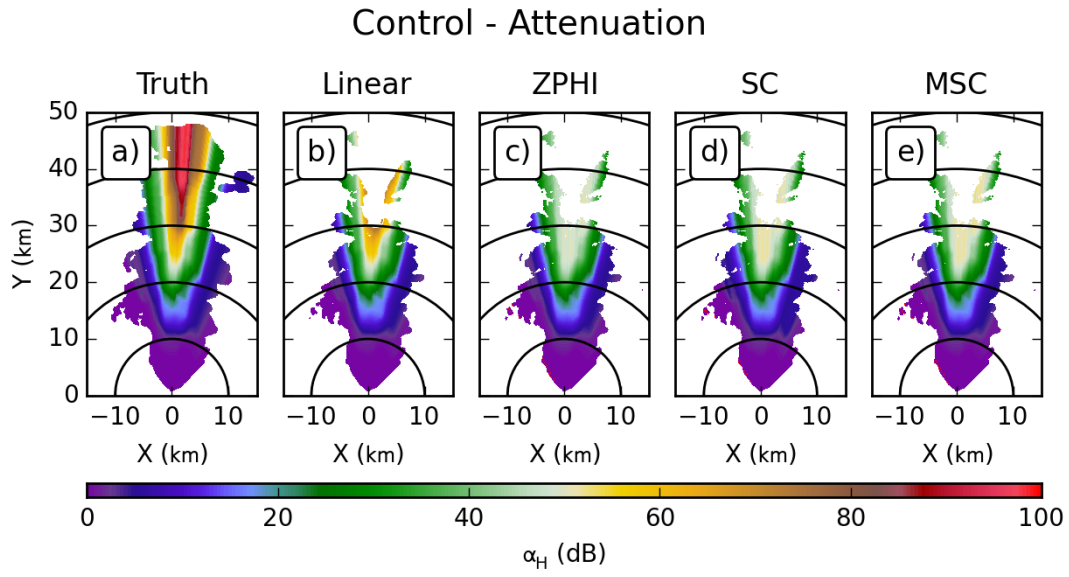 Control - Attenuation
Truth
Linear
ZPHI
SC
MSC
a)
b)
c)
d)
e)
Y (km)
50
40
30
20
10
0
−10 0 10
−10 0 10
−10 0 10
−10 0 10
−10 0 10
X (km)
X (km)
X (km)
X (km)
X (km)
0 20 40 60 80 100
α_H (dB)